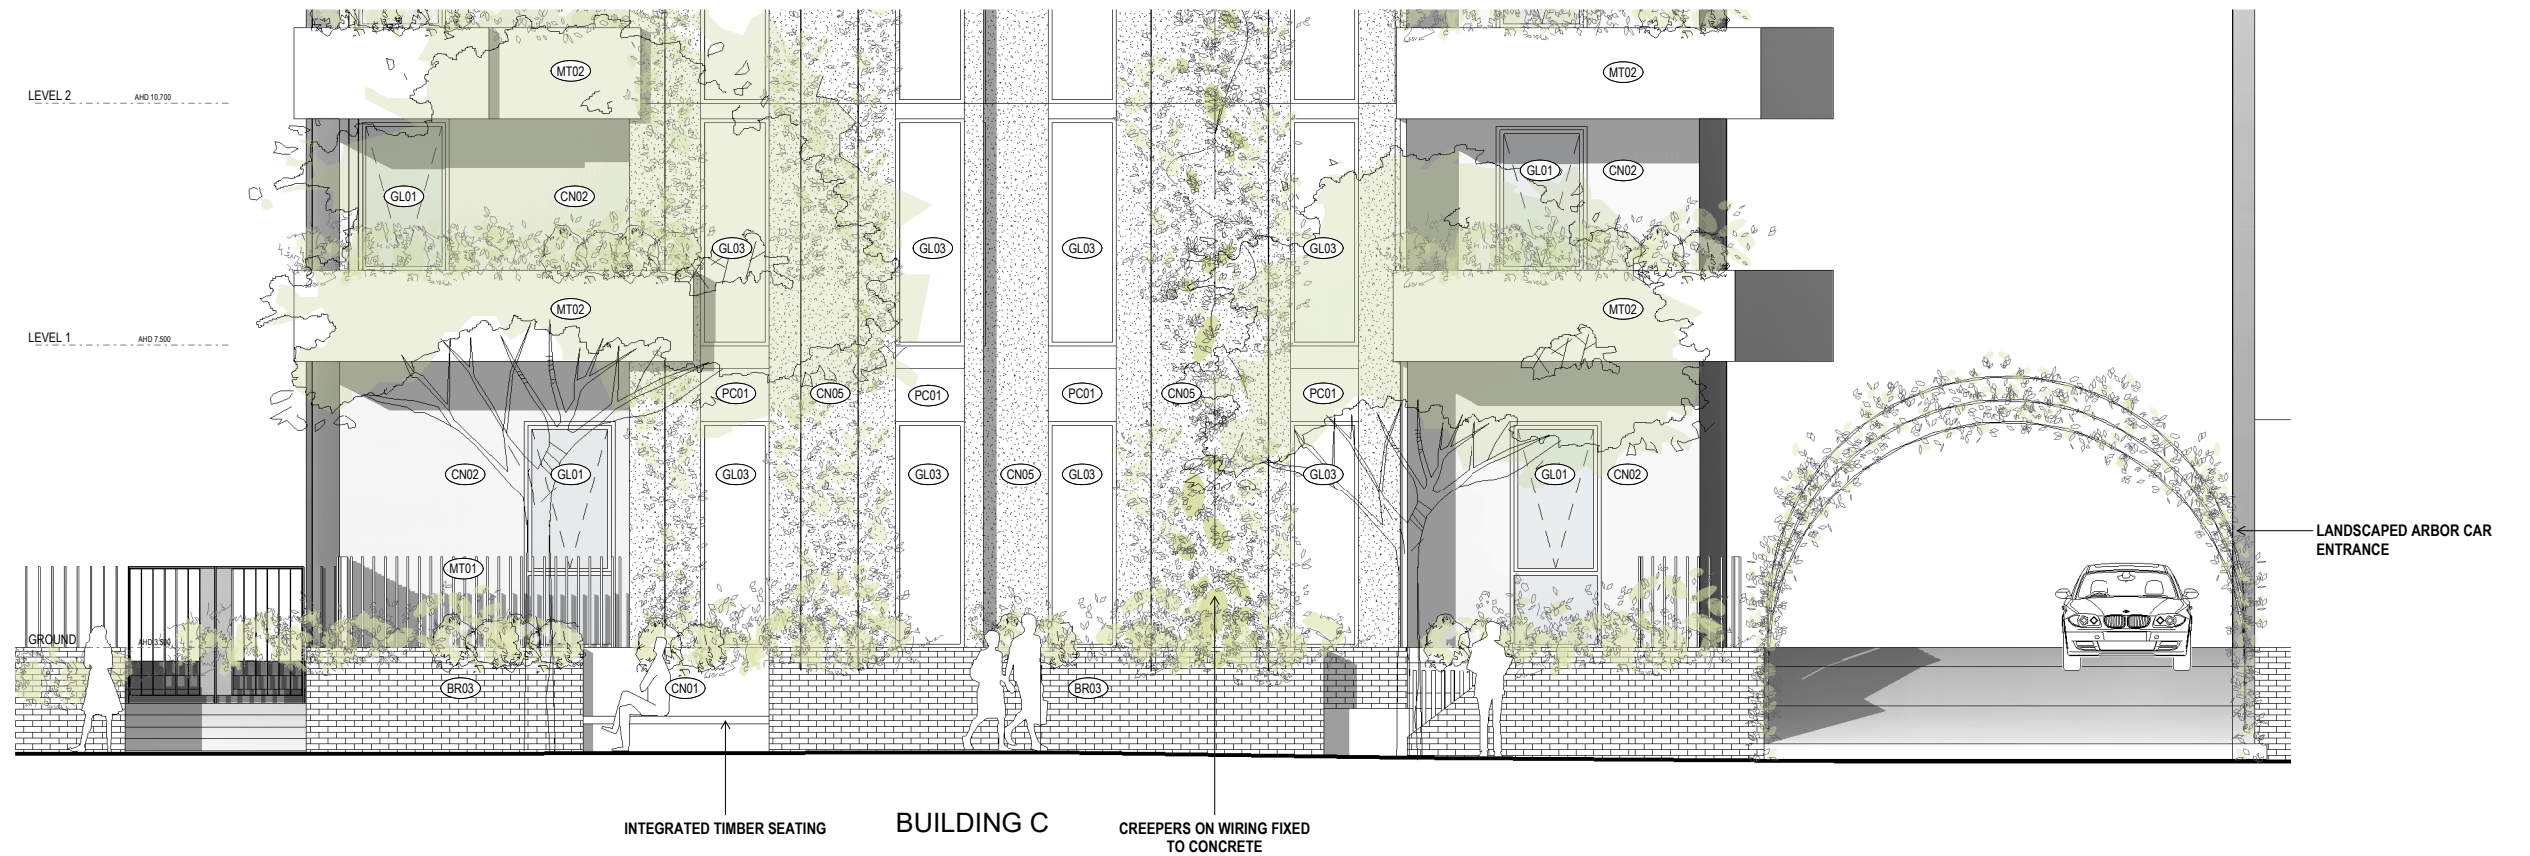 MT02
MT02
LEVEL 2
AHD 10.700
GL01
CN02
GL01
CN02
GL03
GL03
GL03
GL03
MT02
MT02
LEVEL 1
AHD 7.500
PC01
CN05
PC01
PC01
CN05
PC01
CN02
GL01
GL03
GL03
CN05
GL03
GL03
GL01
CN02
LANDSCAPED ARBOR CAR
ENTRANCE
MT01
GROUND
AHD 3.500
BR03
CN01
BR03
INTEGRATED TIMBER SEATING
BUILDING C
CREEPERS ON WIRING FIXED
TO CONCRETE